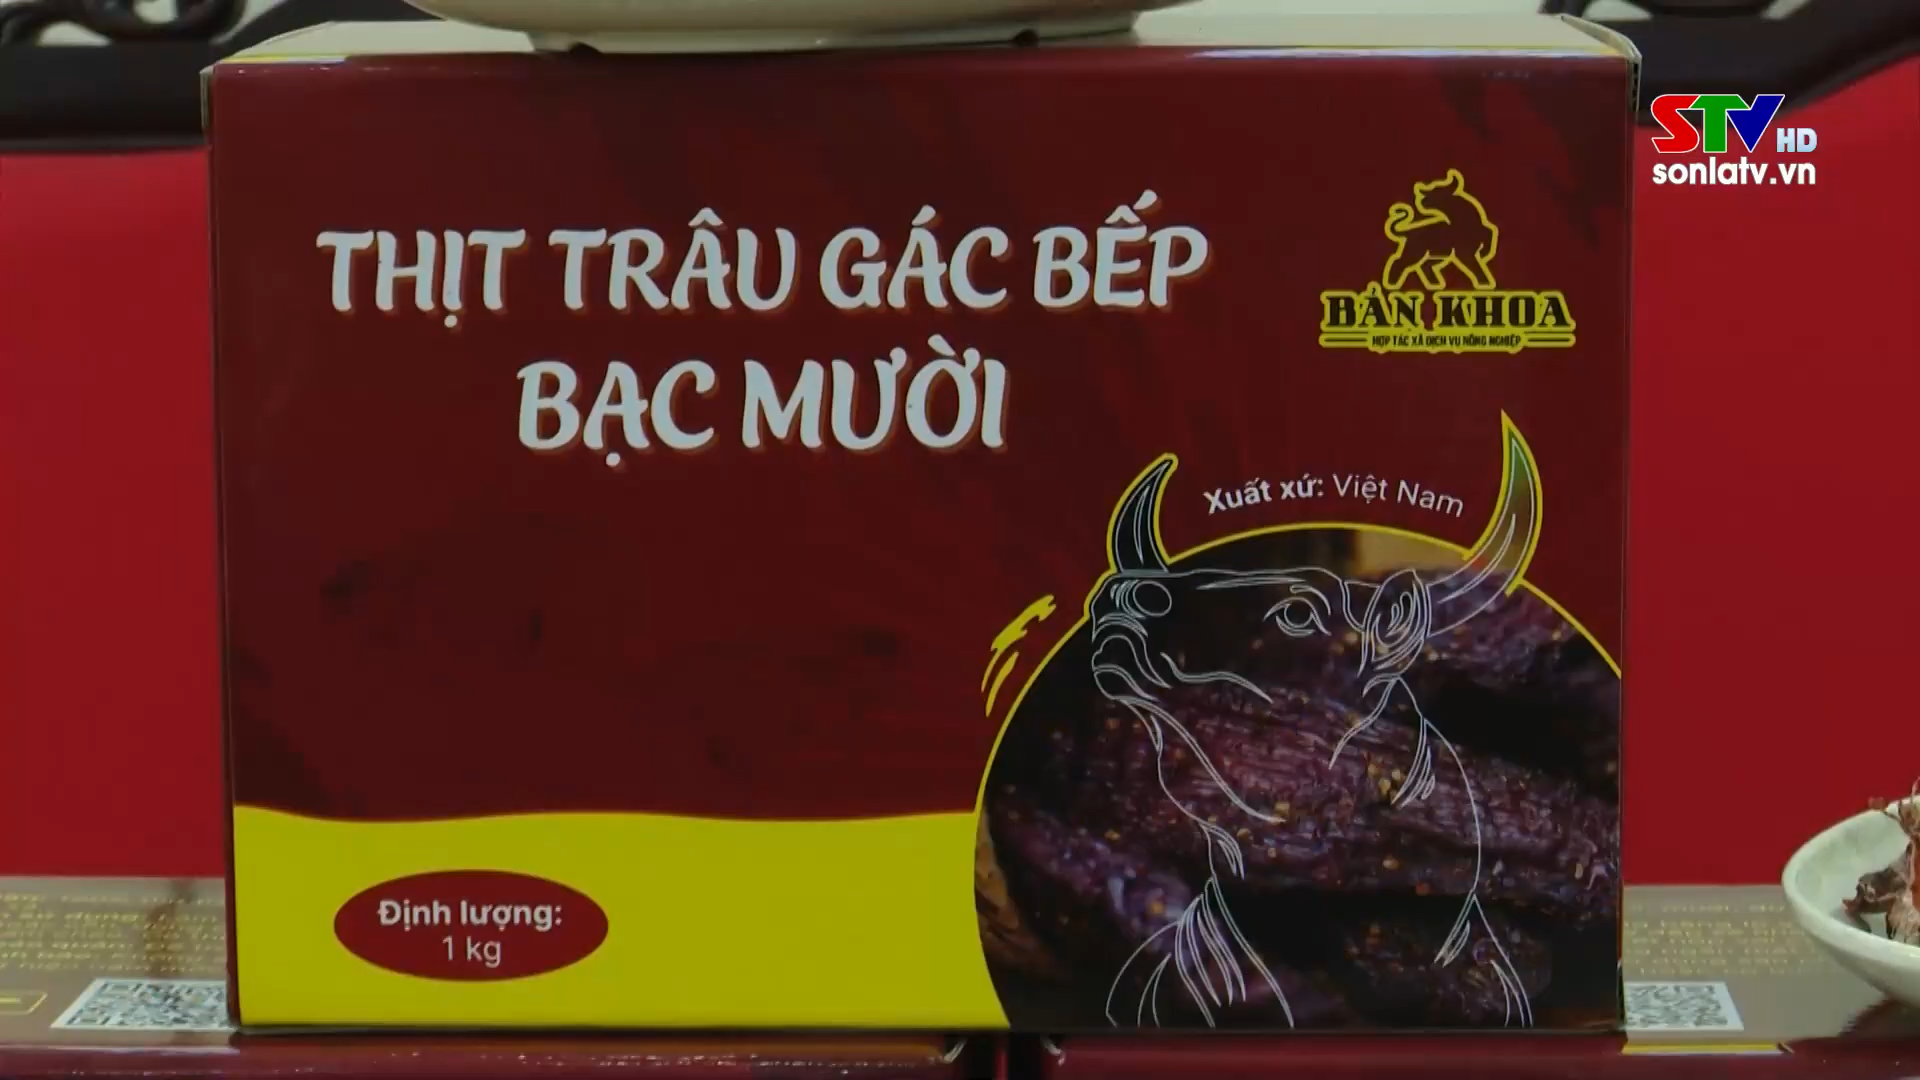 STV HD
sonlatv.vn
THỊT TRÂU GÁC BẾP
BẠC MƯỜI
BẢN KHOA
HỢP TÁC XÃ DỊCH VỤ NÔNG NGHIỆP
Xuất xứ: Việt Nam
Định lượng:
1 kg